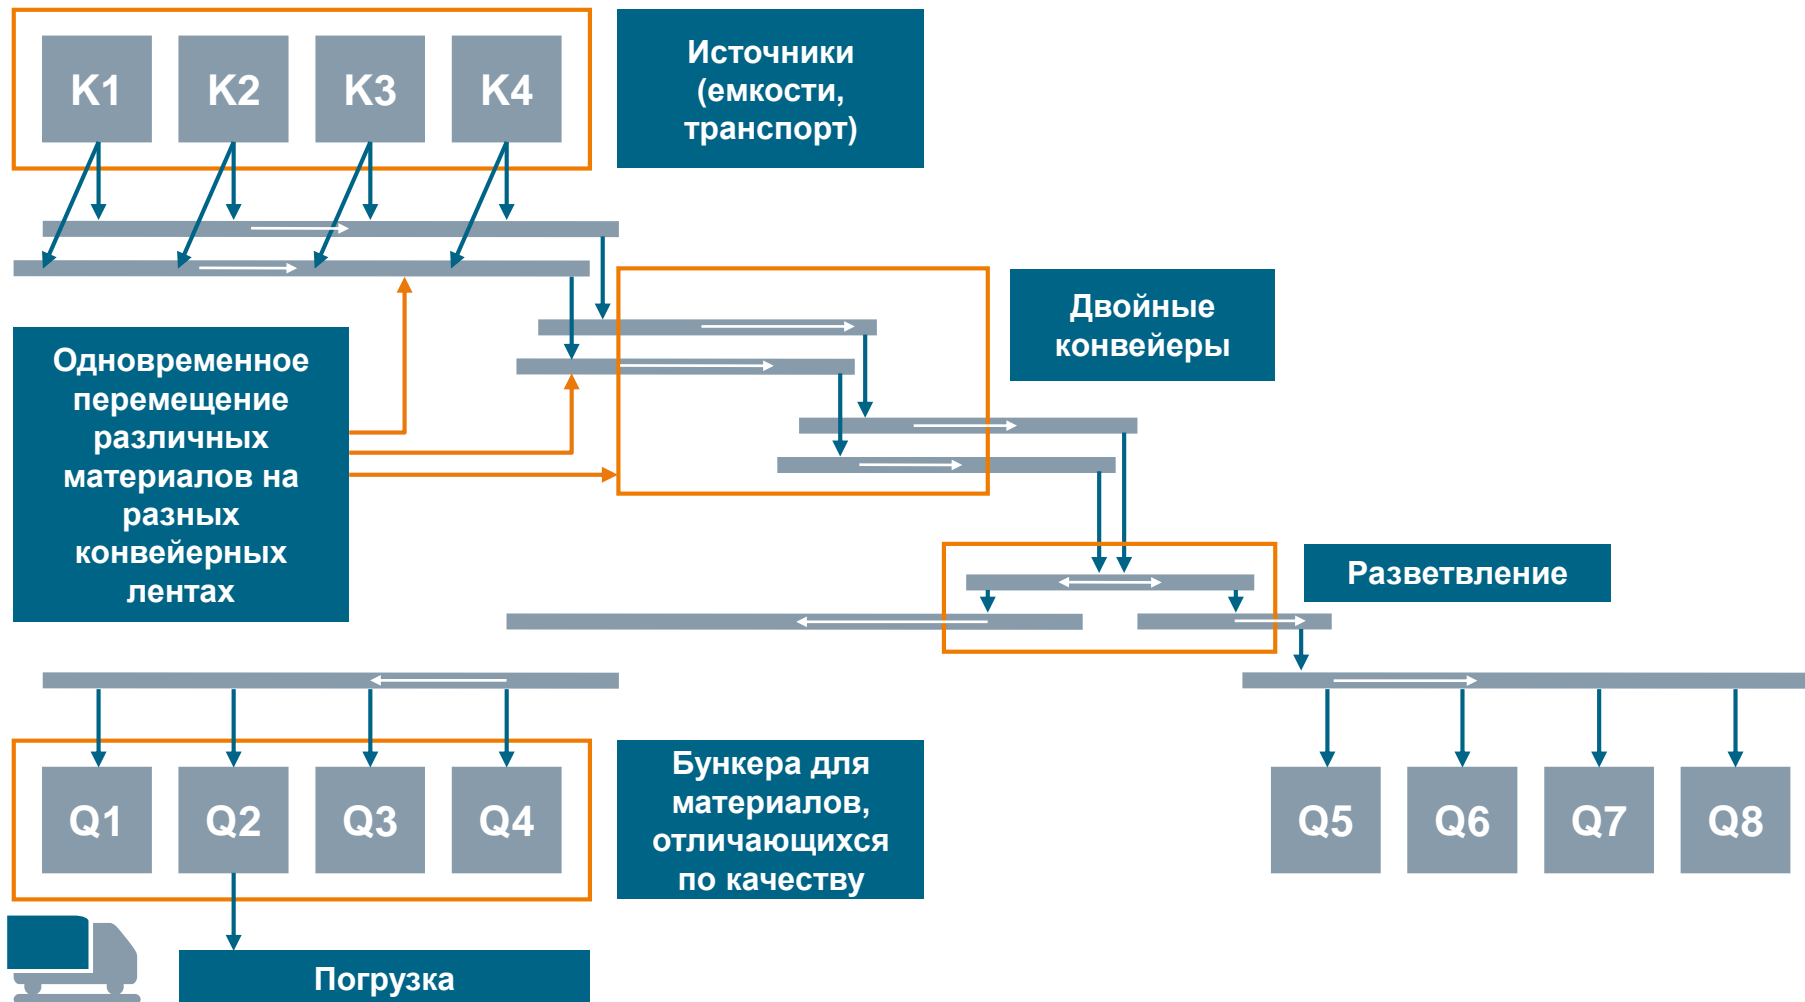 K1 K2 K3 K4
Источники
(емкости,
транспорт)
Двойные
конвейеры
Одновременное
перемещение
различных
материалов на
разных
конвейерных
лентах
Разветвление
Q1 Q2 Q3 Q4
Бункера для
материалов,
отличающихся
по качеству
Q5 Q6 Q7 Q8
Погрузка